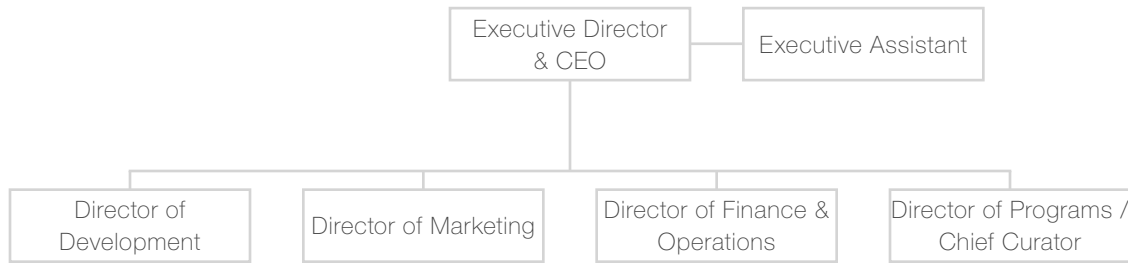 Executive Director
& CEO
Executive Assistant
Director of
Development
Director of Marketing
Director of Finance &
Operations
Director of Programs /
Chief Curator